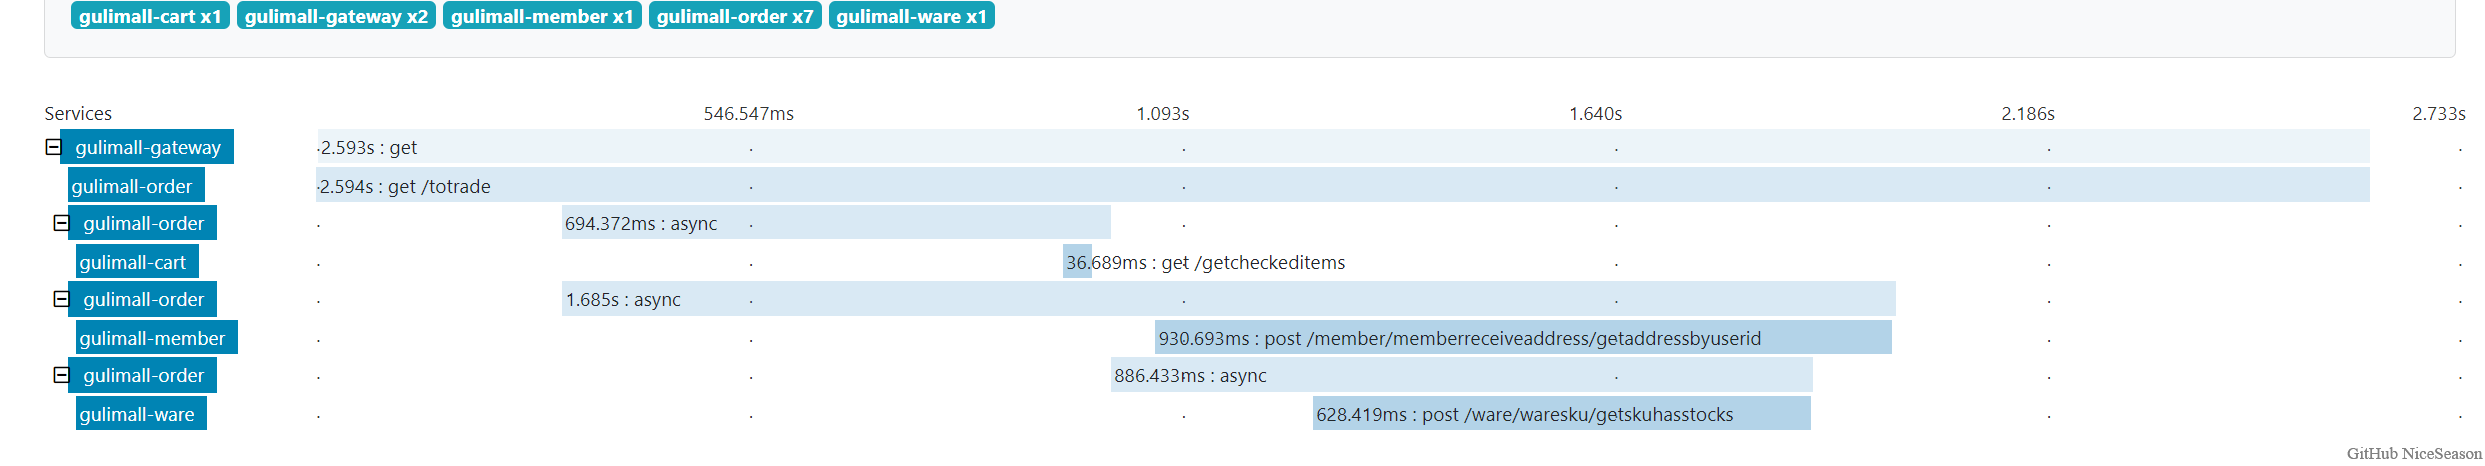 gulimall-cart x1 gulimall-gateway x2 gulimall-member x1 gulimall-order x7 gulimall-ware x1
Services 546.547ms 1.093s 1.640s 2.186s 2.733s
gulimall-gateway 2.593s : get
gulimall-order 2.594s : get /totrade
gulimall-order 694.372ms : async
gulimall-cart 36.689ms : get /getcheckeditems
gulimall-order 1.685s : async
gulimall-member 930.693ms : post /member/memberreceiveaddress/getaddressbyuserid
gulimall-order 886.433ms : async
gulimall-ware 628.419ms : post /ware/waresku/getskuhasstocks
GitHub NiceSeason